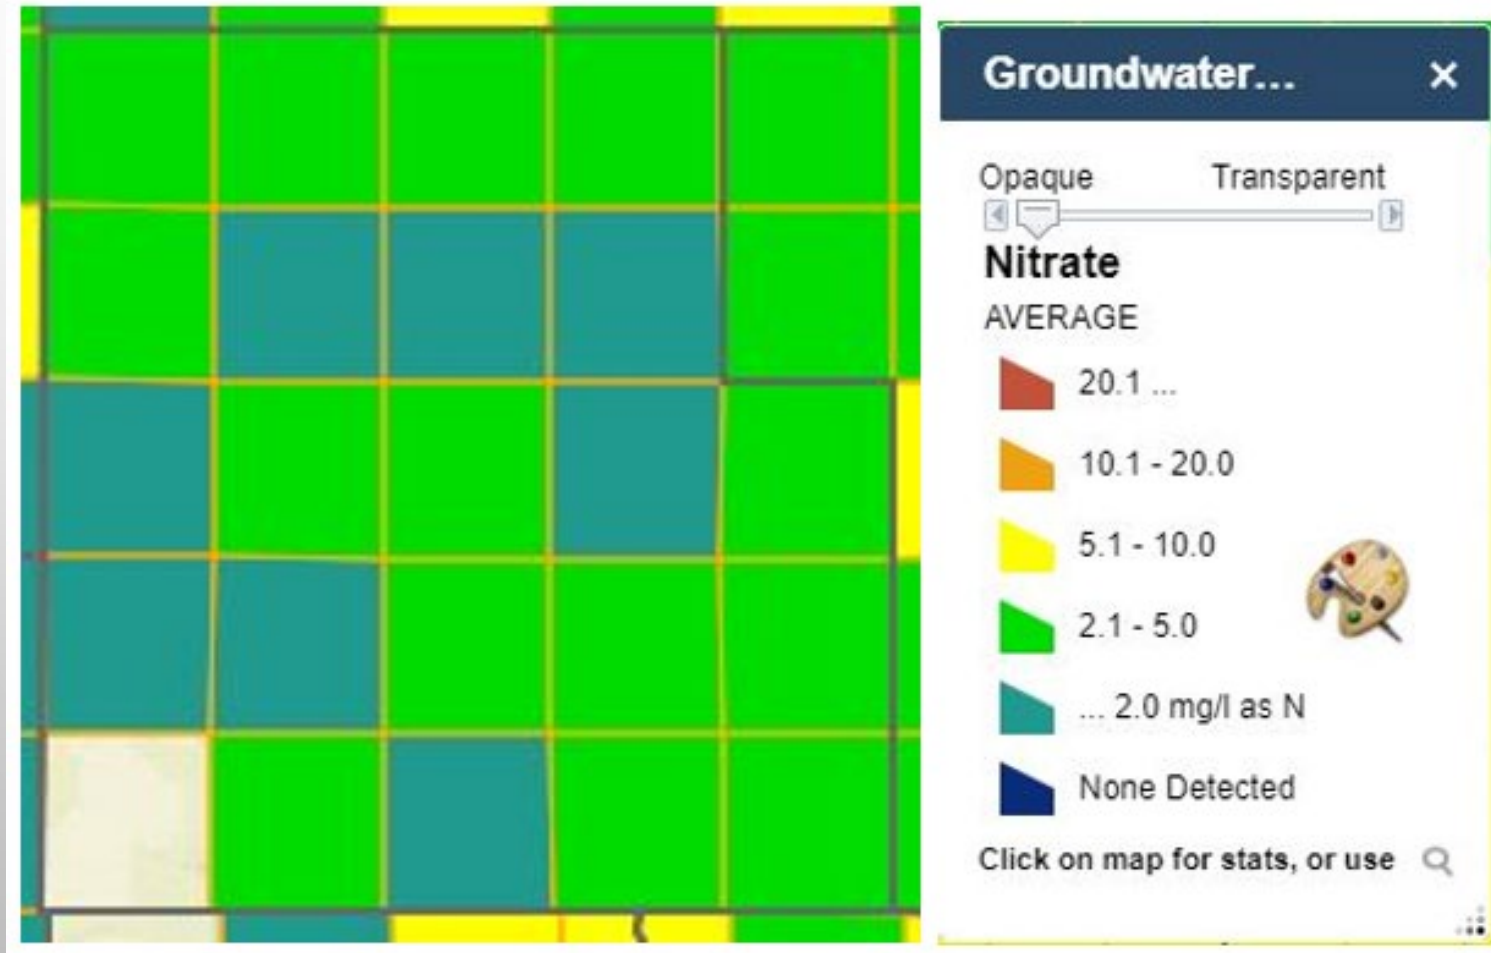 Groundwater...
Opaque Transparent
Nitrate
AVERAGE
20.1 ...
10.1 - 20.0
5.1 - 10.0
2.1 - 5.0
... 2.0 mg/l as N
None Detected
Click on map for stats, or use